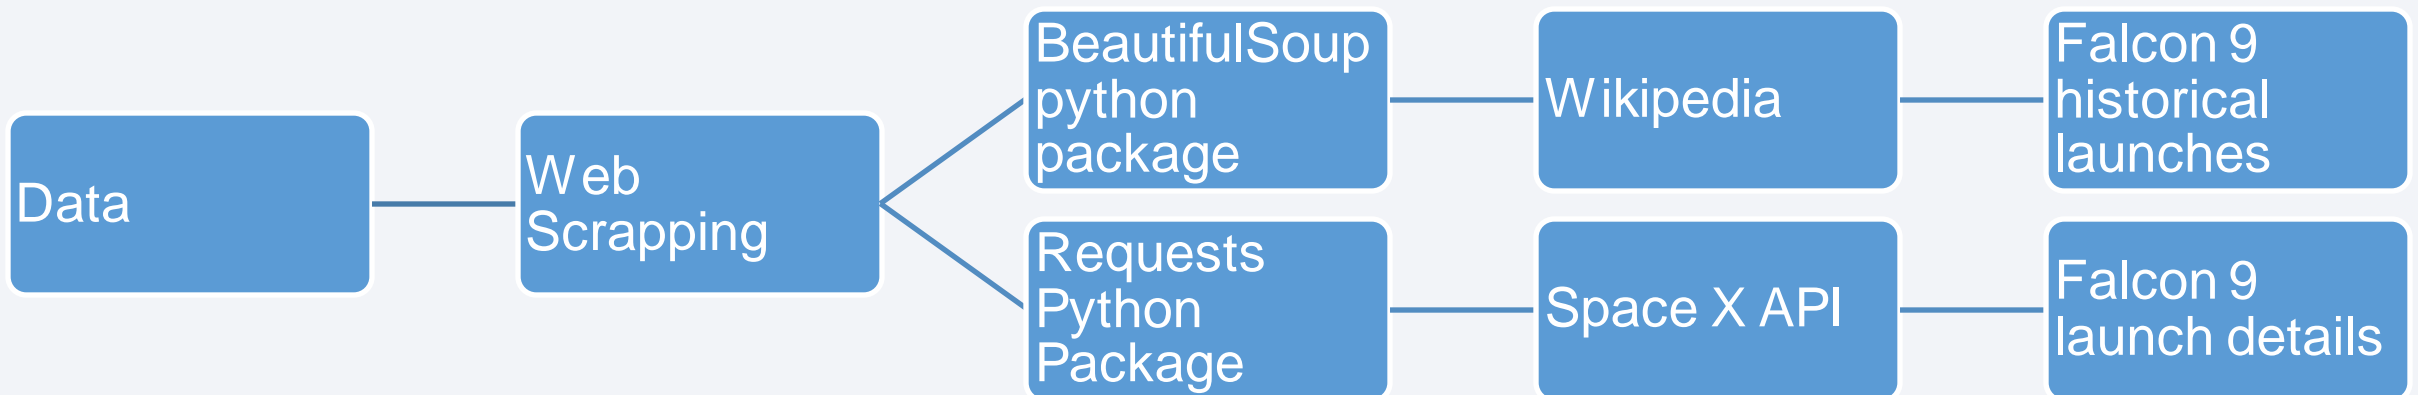 Data
Web
Scrapping
BeautifulSoup
python
package
Wikipedia
Falcon 9
historical
launches
Requests
Python
Package
Space X API
Falcon 9
launch details